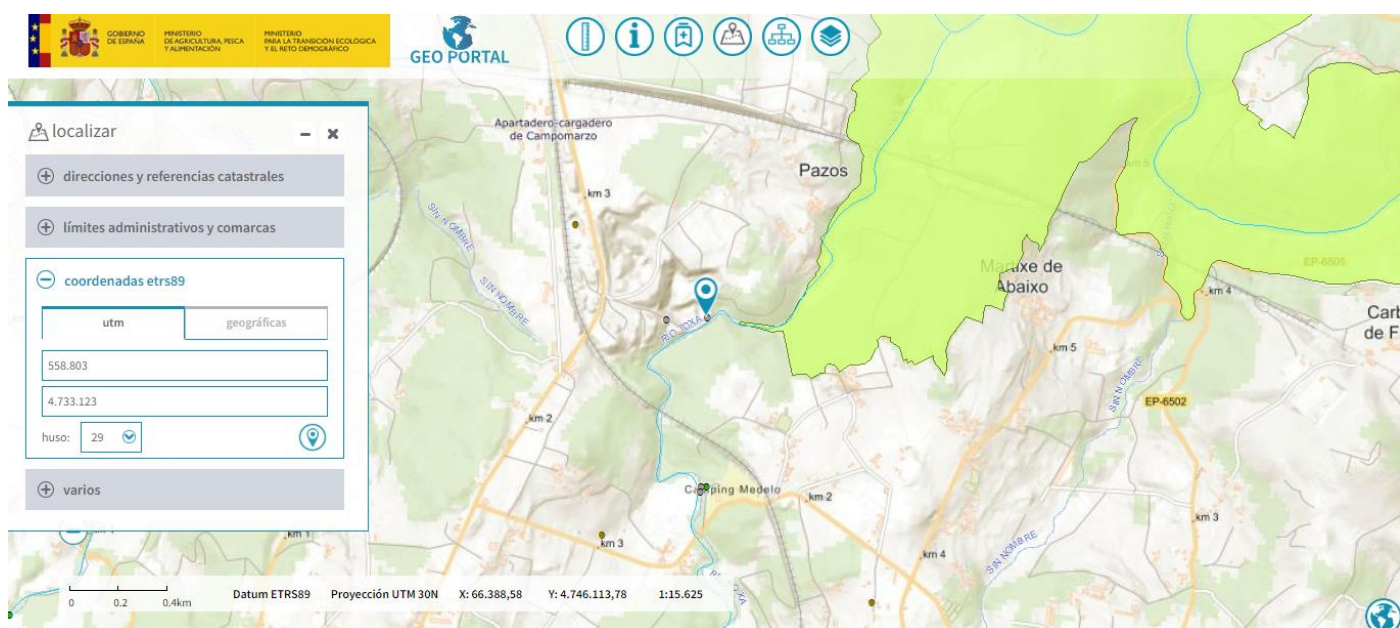 GOBIERNO
DE ESPAÑA
MINISTERIO
DE AGRICULTURA, PESCA
Y ALIMENTACIÓN
MINISTERIO
PARA LA TRANSICIÓN ECOLÓGICA
Y EL RETO DEMOGRÁFICO
GEO PORTAL
localizar
direcciones y referencias catastrales
límites administrativos y comarcas
coordenadas etrs89
utm
geográficas
558.803
4.733.123
huso:
29
varios
Apartadero-cargadero
de Campomarzo
Pazos
km 3
SIN NOMBRE
SIN NOMBRE
RIO TOXA
Martixe de
Abaixo
km 5
EP-6505
km 4
Cart
de F
km 5
SIN NOMBRE
EP-6502
km 2
Camping Medelo
km 2
km 3
km 1
km 3
km 4
SIN NOMBRE
0
0.2
0.4km
Datum ETRS89
Proyección UTM 30N
X: 66.388,58
Y: 4.746.113,78
1:15.625